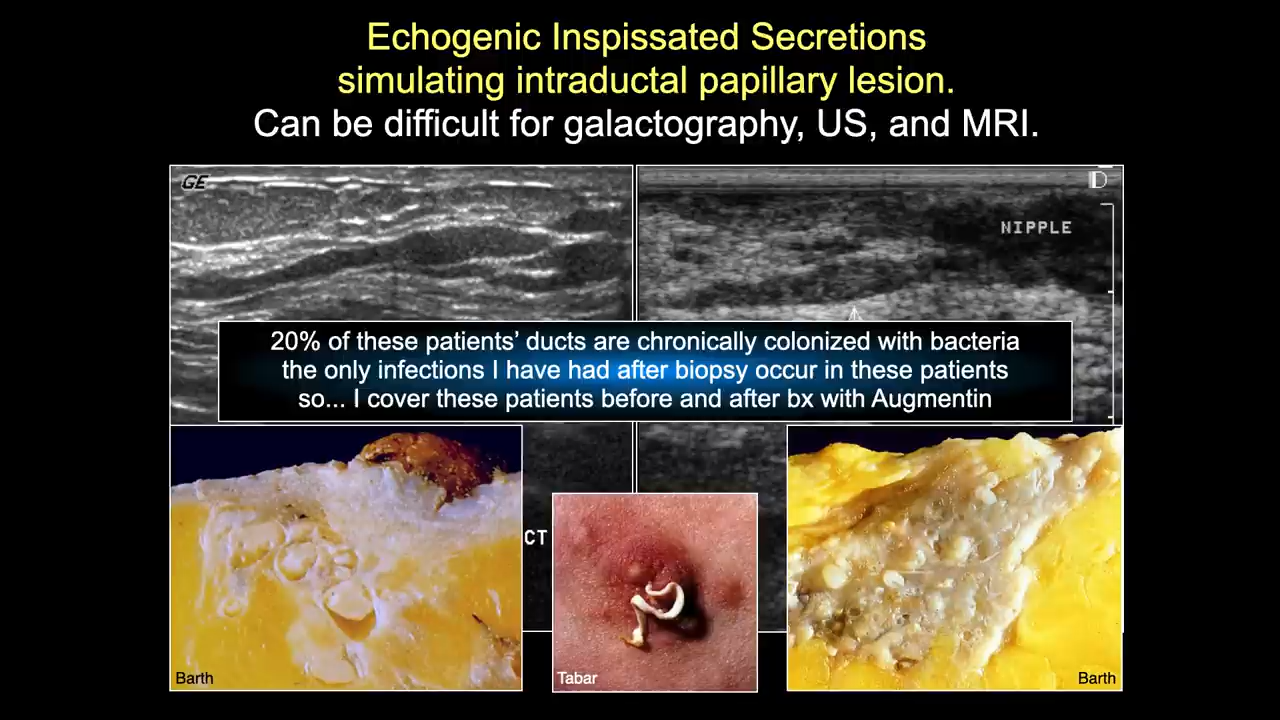 Echogenic Inspissated Secretions
simulating intraductal papillary lesion.
Can be difficult for galactography, US, and MRI.
GE
D
NIPPLE
20% of these patients’ ducts are chronically colonized with bacteria
the only infections I have had after biopsy occur in these patients
so... I cover these patients before and after bx with Augmentin
CT
Barth
Tabar
Barth